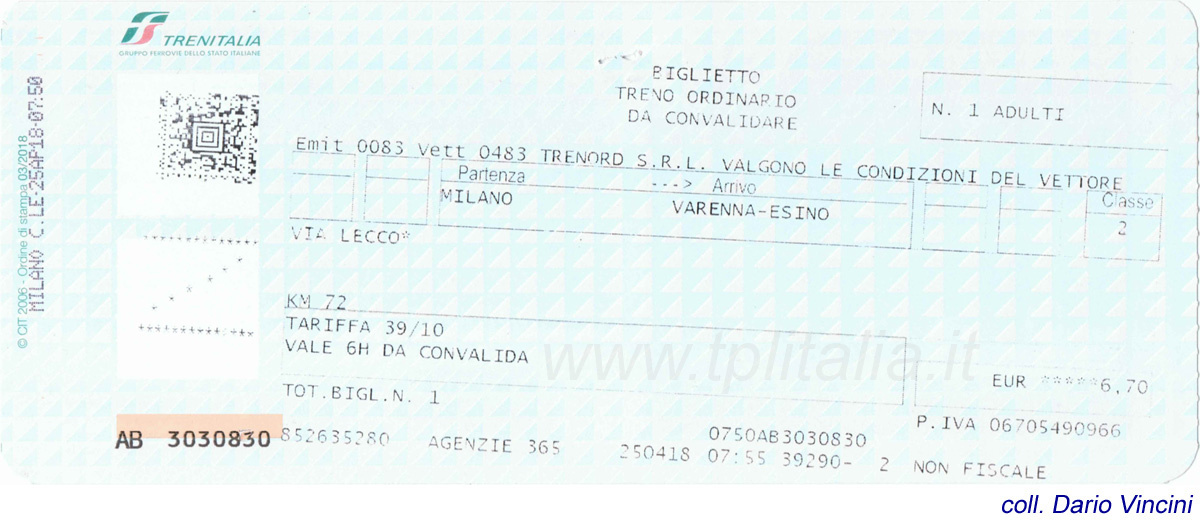 TRENITALIA
GRUPPO FERROVIE DELLO STATO ITALIANE
© CIT 2006 - Ordine di stampa 03/2018
MILANO C.LE25AP18-07:50
BIGLIETTO
TRENO ORDINARIO
DA CONVALIDARE
N. 1 ADULTI
Emit 0083 Vett 0483 TRENORD S.R.L. VALGONO LE CONDIZIONI DEL VETTORE
Partenza ---> Arrivo Classe
MILANO VARENNA-ESINO 2
VIA LECCO*
KM 72
TARIFFA 39/10
VALE 6H DA CONVALIDA
www.tplitalia.it
EUR *****6,70
TOT.BIGL.N. 1
P.IVA 06705490966
AB 3030830 852635280 AGENZIE 365 0750AB3030830
250418 07:55 39290- 2 NON FISCALE
coll. Dario Vincini